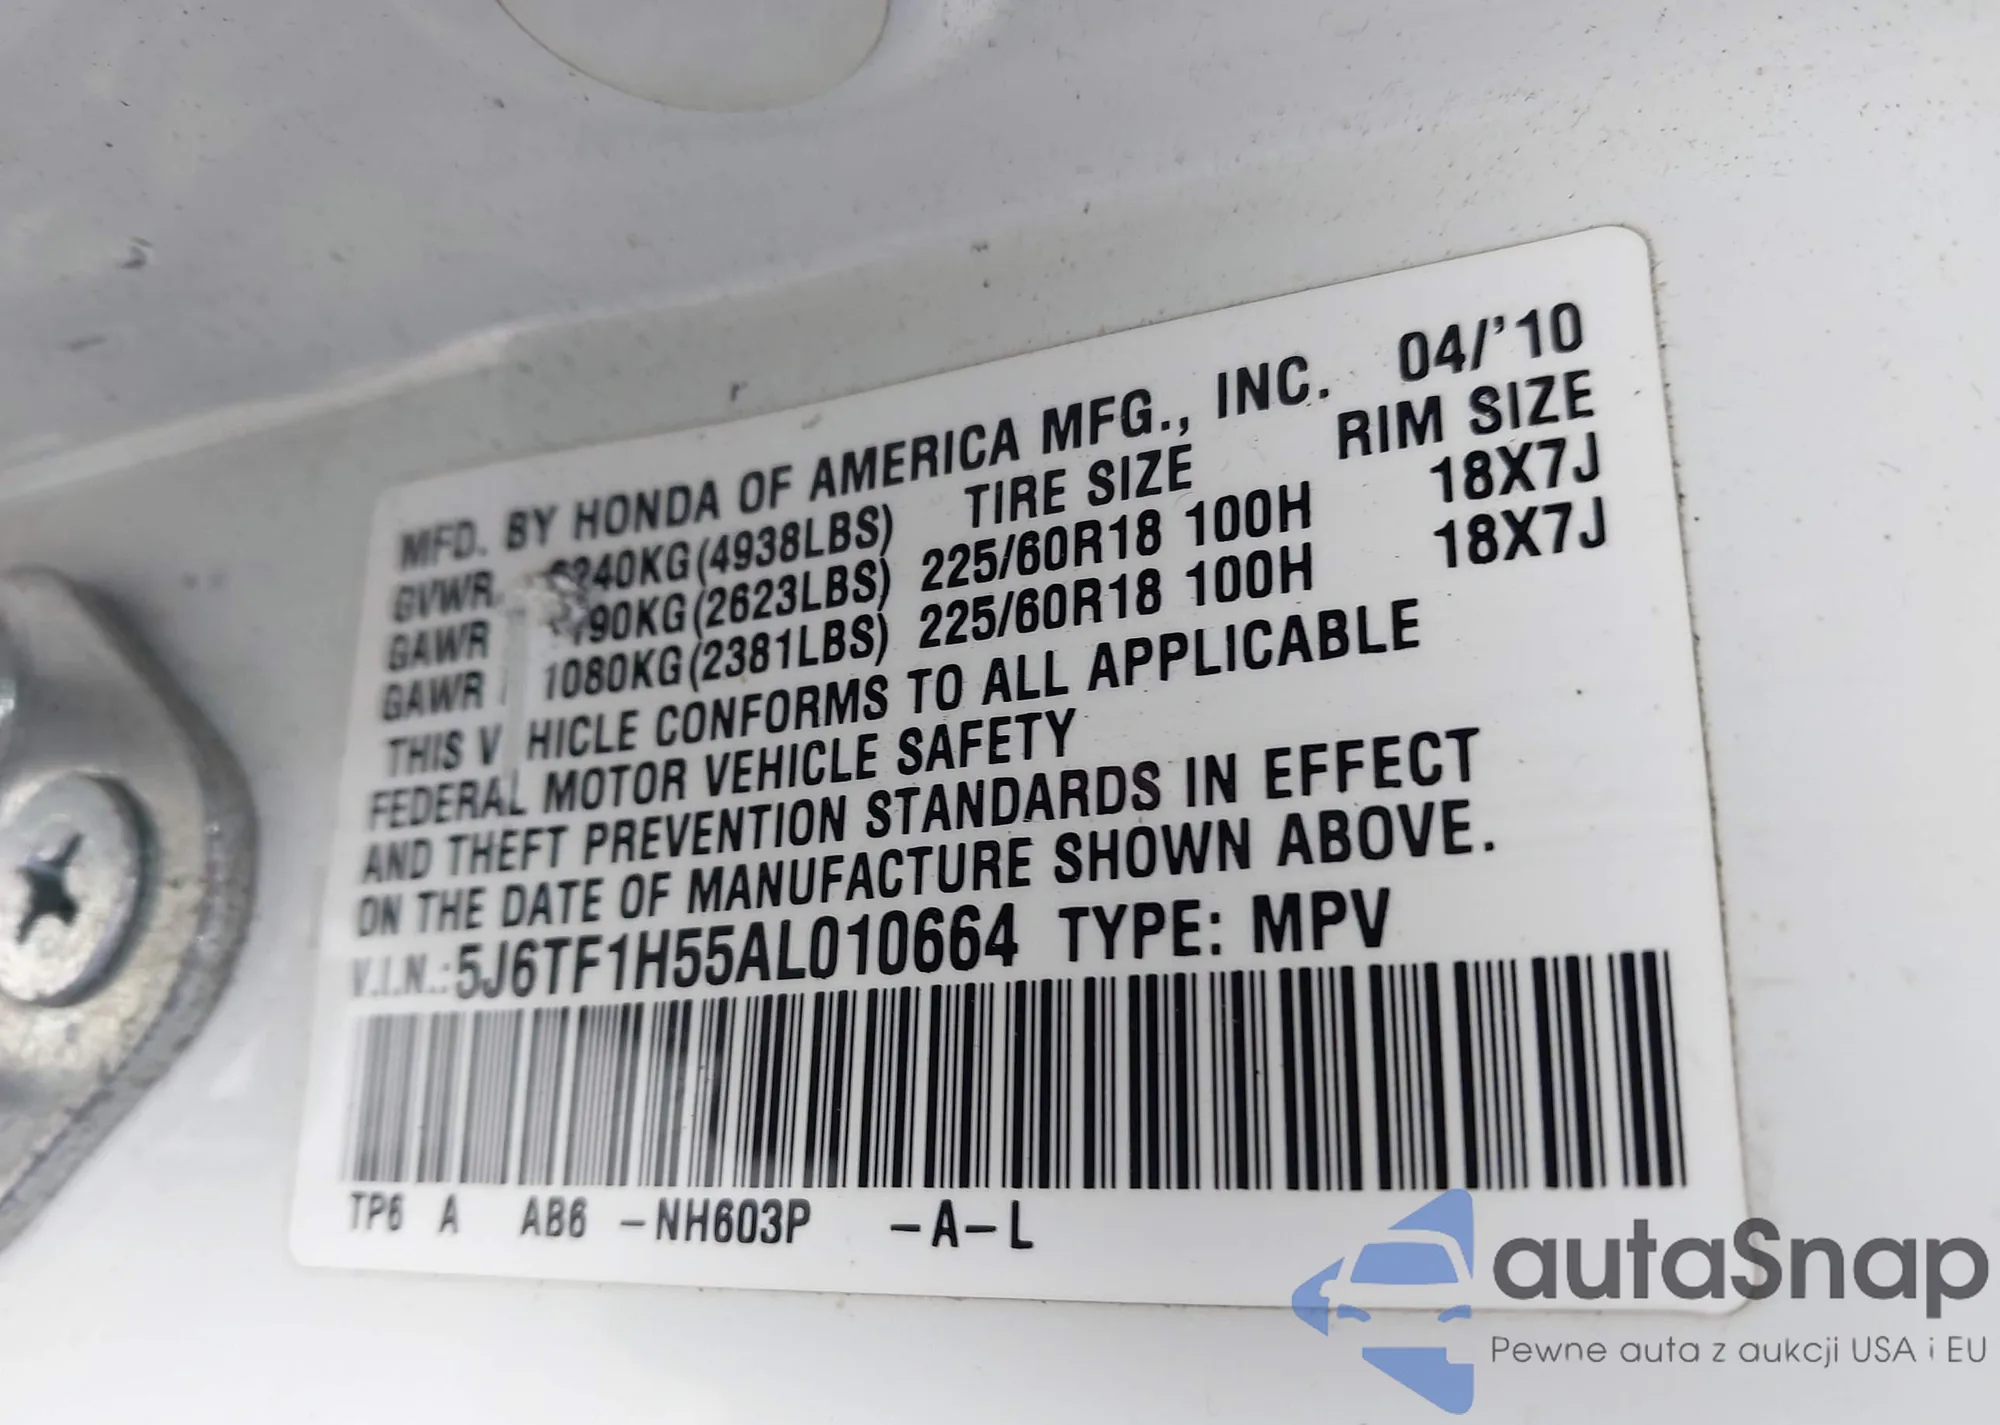 MFD. BY HONDA OF AMERICA MFG., INC. 04/'10
GVWR 240KG(4938LBS) TIRE SIZE RIM SIZE
GAWR 90KG(2623LBS) 225/60R18 100H 18X7J
GAWR 1080KG(2381LBS) 225/60R18 100H 18X7J
THIS V HICLE CONFORMS TO ALL APPLICABLE
FEDERAL MOTOR VEHICLE SAFETY
AND THEFT PREVENTION STANDARDS IN EFFECT
ON THE DATE OF MANUFACTURE SHOWN ABOVE.
V.I.N.:5J6TF1H55AL010664 TYPE: MPV
TP6 A AB6 -NH603P -A-L
autaSnap
Pewne auta z aukcji USA i EU